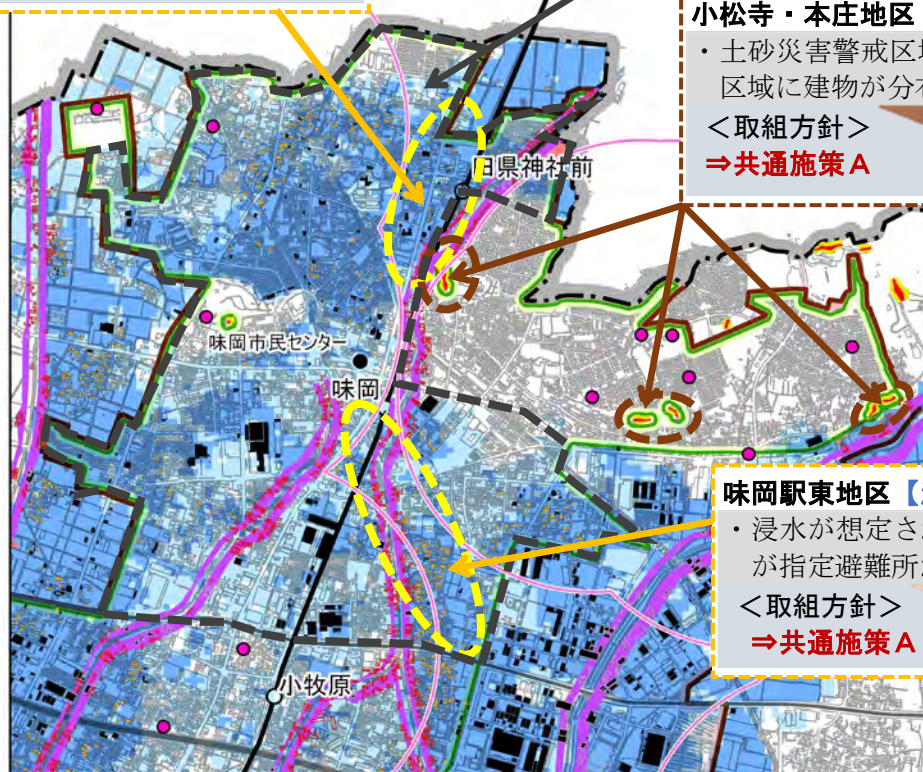 小松寺・本庄地区
・土砂災害警戒区域
区域に建物が分
＜取組方針＞
⇒共通施策A
田県神社前
味岡市民センター
味岡
味岡駅東地区【
・浸水が想定さ
が指定避難所
＜取組方針＞
⇒共通施策A
小牧原